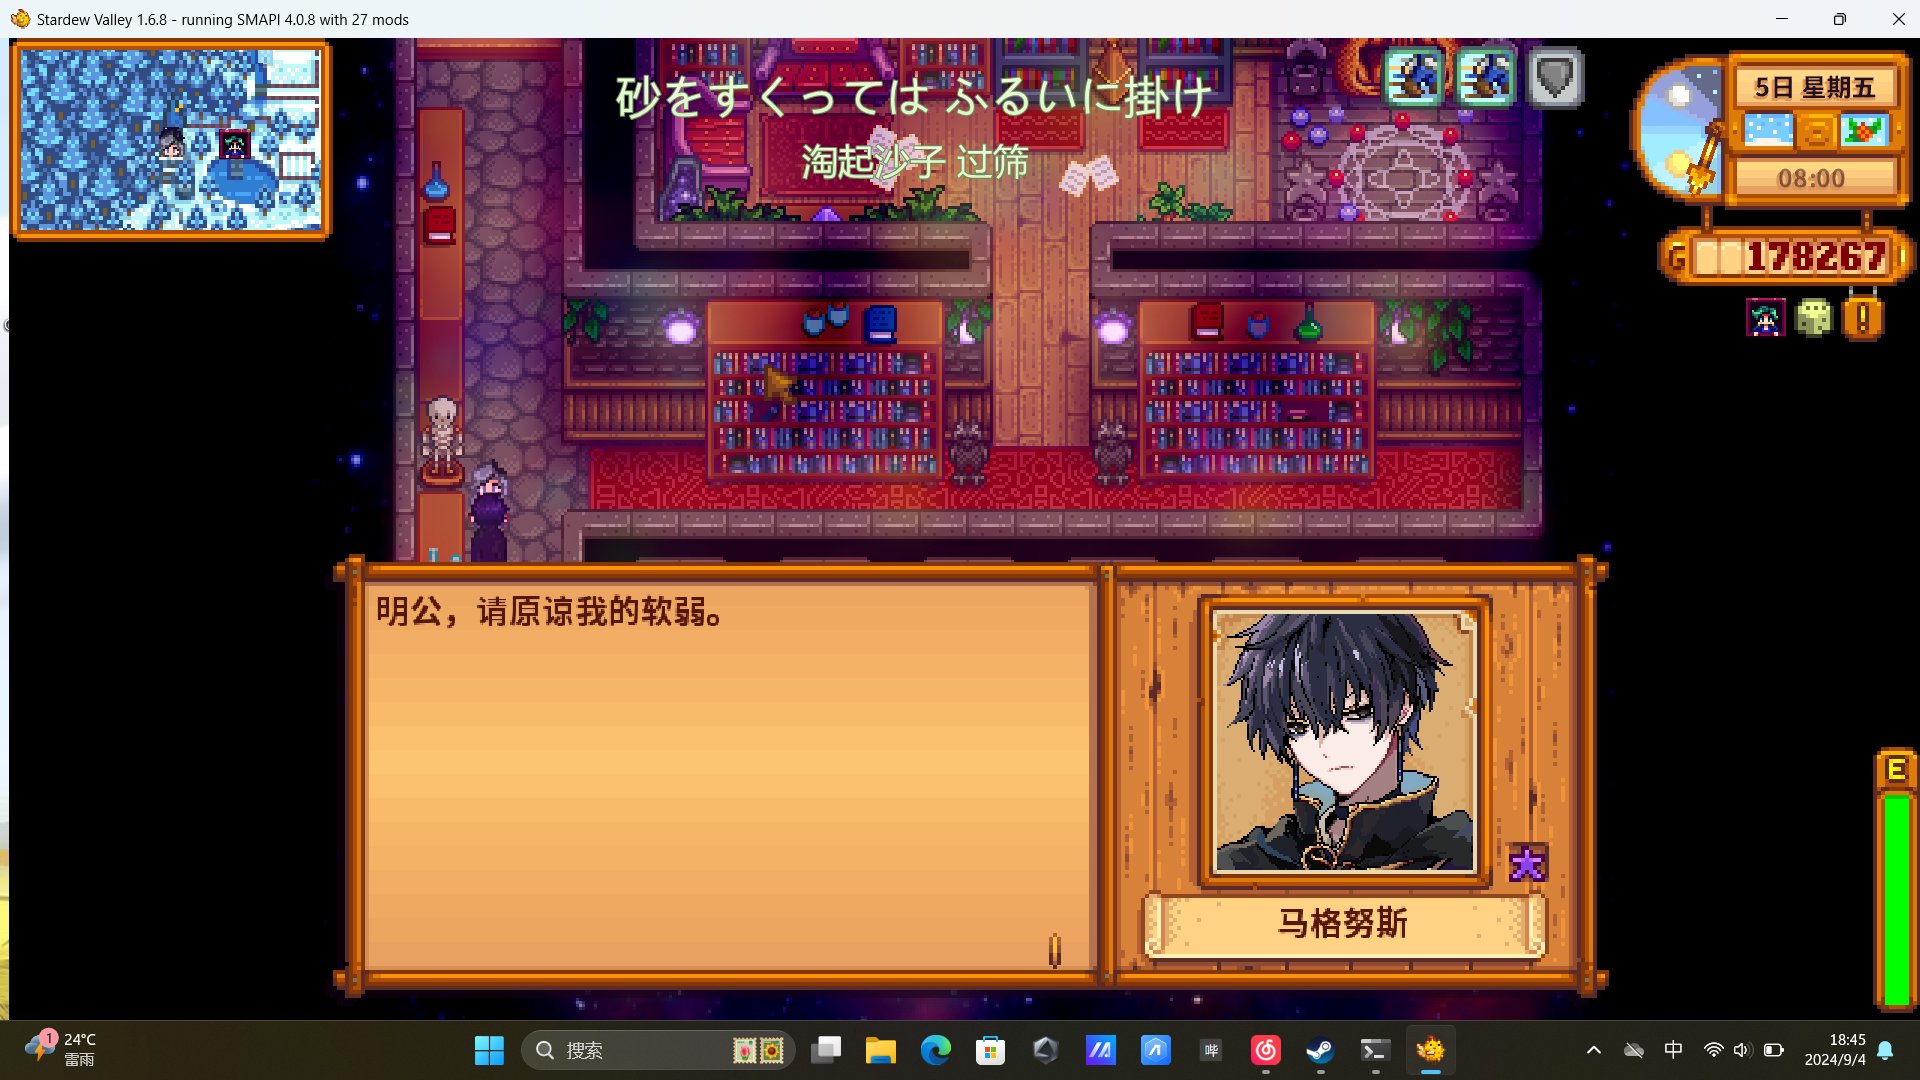 Stardew Valley 1.6.8 - running SMAPI 4.0.8 with 27 mods
砂をすくっては ふるいに掛け
淘起沙子 过筛
5日 星期五
08:00
G 178267
明公，请原谅我的软弱。
马格努斯
E
1
24°C
雷雨
搜索
哔
中
18:45
2024/9/4